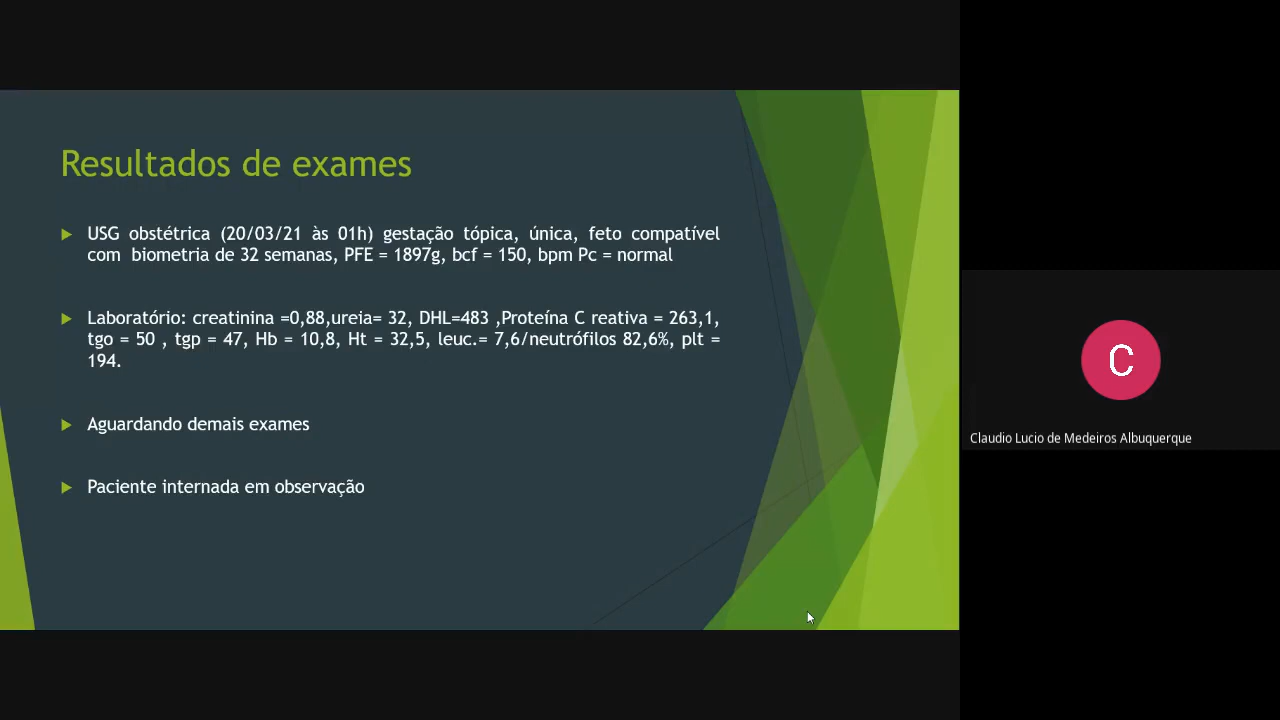 Resultados de exames
USG obstétrica (20/03/21 às 01h) gestação tópica, única, feto compatível
com biometria de 32 semanas, PFE = 1897g, bcf = 150, bpm Pc = normal
Laboratório: creatinina =0,88,ureia= 32, DHL=483 ,Proteína C reativa = 263,1,
tgo = 50 , tgp = 47, Hb = 10,8, Ht = 32,5, leuc.= 7,6/neutrófilos 82,6%, plt =
194.
Aguardando demais exames
Paciente internada em observação
C
Claudio Lucio de Medeiros Albuquerque